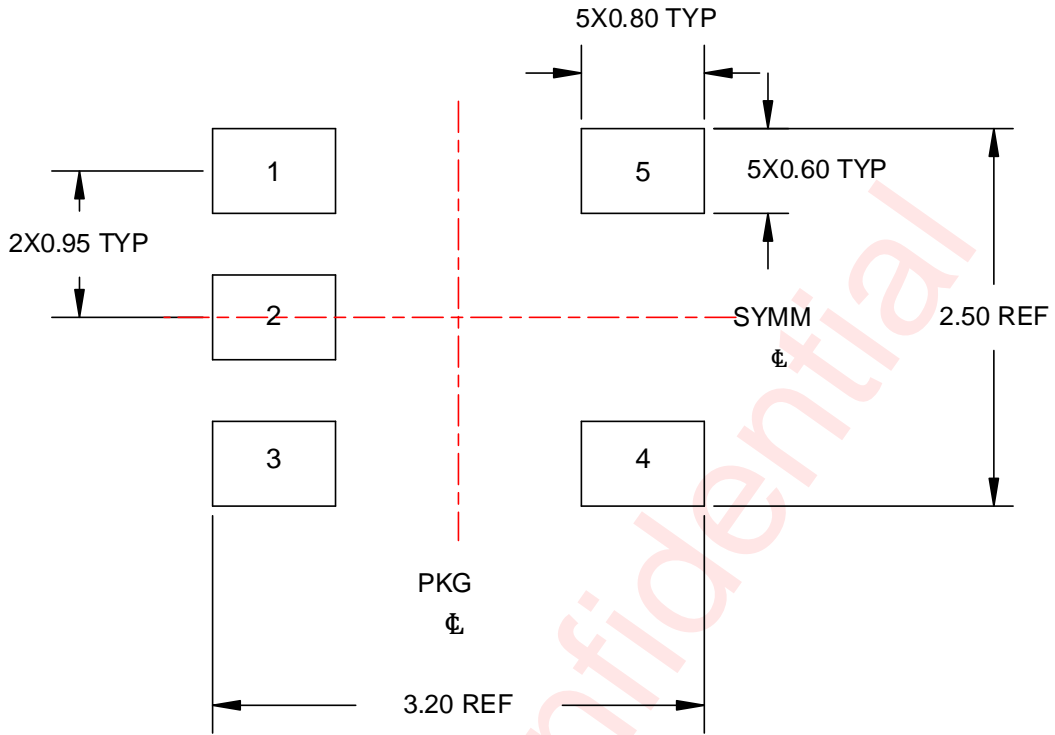 5X0.80 TYP
1
5
5X0.60 TYP
2X0.95 TYP
2
SYMM
℄
2.50 REF
3
4
PKG
℄
3.20 REF
nfidential